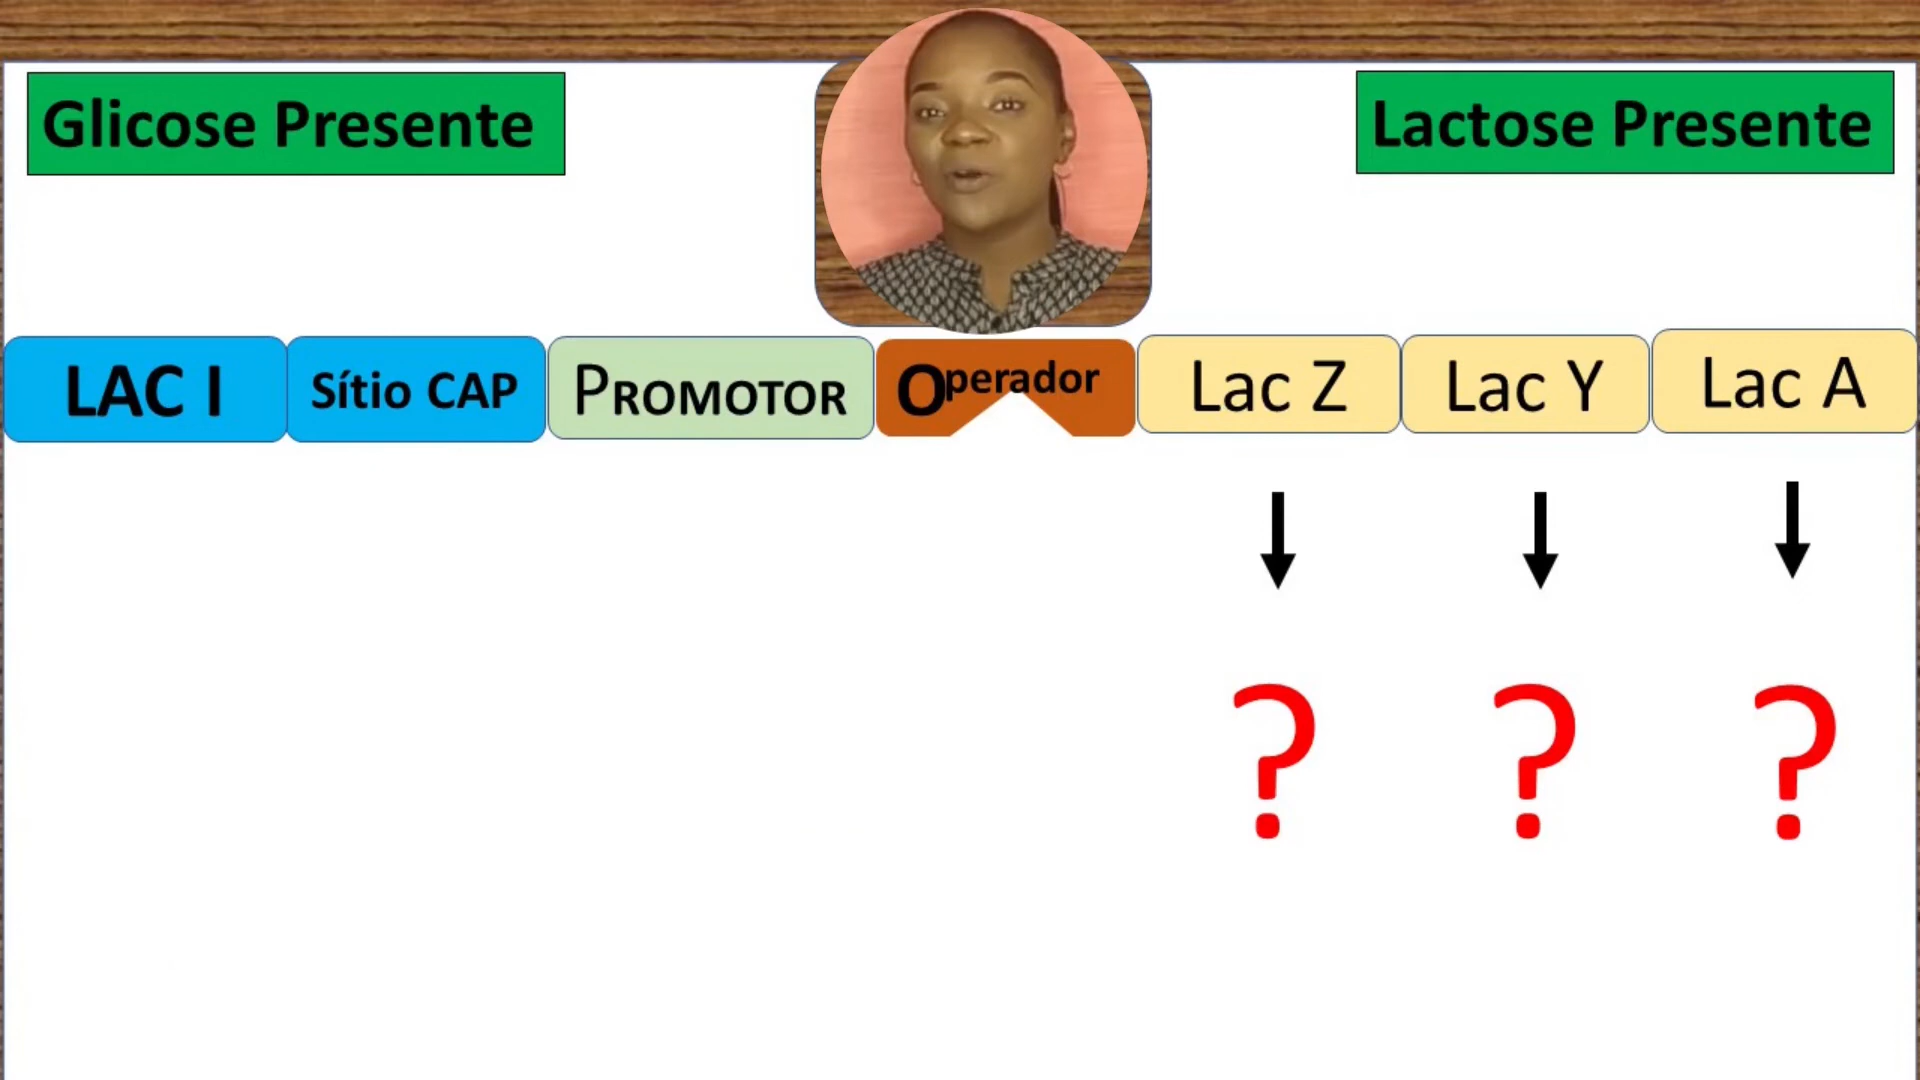 Glicose Presente
Lactose Presente
LAC I
Sítio CAP
PROMOTOR
Operador
Lac Z
Lac Y
Lac A
? ? ?